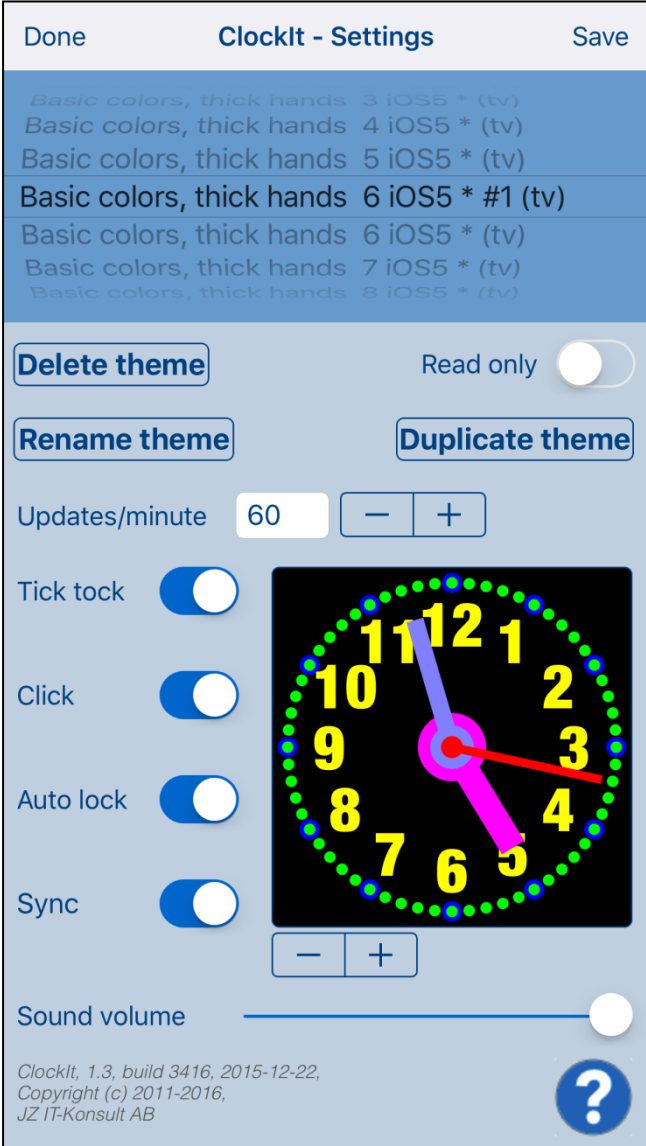 Done ClockIt - Settings Save
Basic colors, thick hands 3 iOS5 * (tv)
Basic colors, thick hands 4 iOS5 * (tv)
Basic colors, thick hands 5 iOS5 * (tv)
Basic colors, thick hands 6 iOS5 * #1 (tv)
Basic colors, thick hands 6 iOS5 * (tv)
Basic colors, thick hands 7 iOS5 * (tv)
Basic colors, thick hands 8 iOS5 * (tv)
Delete theme Read only
Rename theme Duplicate theme
Updates/minute 60 − +
Tick tock
Click
Auto lock
Sync
12
1
2
3
4
5
6
7
8
9
10
11
− +
Sound volume
ClockIt, 1.3, build 3416, 2015-12-22,
Copyright (c) 2011-2016,
JZ IT-Konsult AB
?